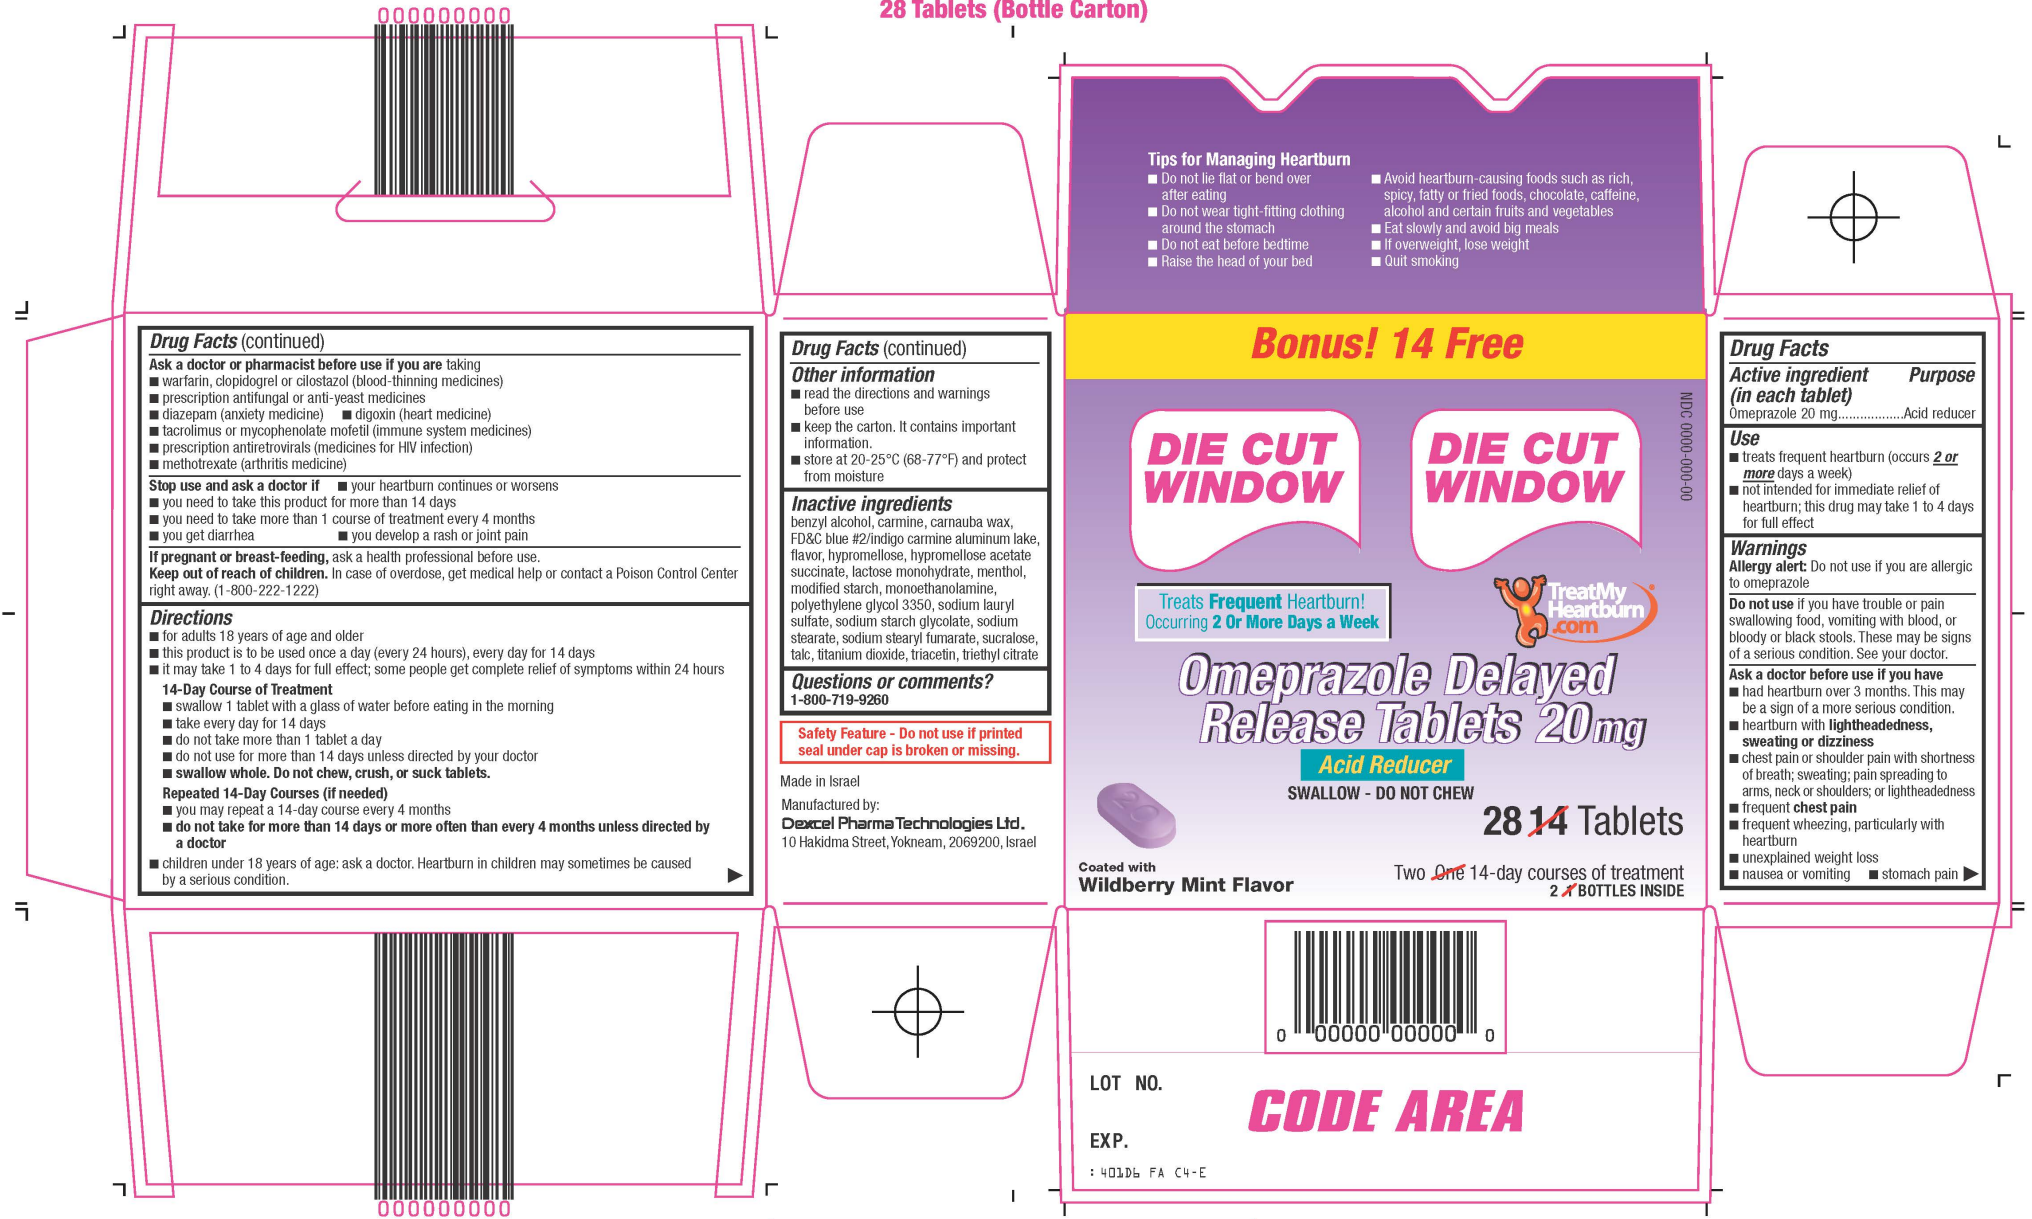 28 Tablets (Bottle Carton)
000000000
Drug Facts (continued)
Ask a doctor or pharmacist before use if you are taking
■ warfarin, clopidogrel or cilostazol (blood-thinning medicines)
■ prescription antifungal or anti-yeast medicines
■ diazepam (anxiety medicine) ■ digoxin (heart medicine)
■ tacrolimus or mycophenolate mofetil (immune system medicines)
■ prescription antiretrovirals (medicines for HIV infection)
■ methotrexate (arthritis medicine)
Stop use and ask a doctor if ■ your heartburn continues or worsens
■ you need to take this product for more than 14 days
■ you need to take more than 1 course of treatment every 4 months
■ you get diarrhea ■ you develop a rash or joint pain
If pregnant or breast-feeding, ask a health professional before use.
Keep out of reach of children. In case of overdose, get medical help or contact a Poison Control Center
right away. (1-800-222-1222)
Directions
■ for adults 18 years of age and older
■ this product is to be used once a day (every 24 hours), every day for 14 days
■ it may take 1 to 4 days for full effect; some people get complete relief of symptoms within 24 hours
14-Day Course of Treatment
■ swallow 1 tablet with a glass of water before eating in the morning
■ take every day for 14 days
■ do not take more than 1 tablet a day
■ do not use for more than 14 days unless directed by your doctor
■ swallow whole. Do not chew, crush, or suck tablets.
Repeated 14-Day Courses (if needed)
■ you may repeat a 14-day course every 4 months
■ do not take for more than 14 days or more often than every 4 months unless directed by
a doctor
■ children under 18 years of age: ask a doctor. Heartburn in children may sometimes be caused
by a serious condition.
000000000
Drug Facts (continued)
Other information
■ read the directions and warnings
before use
■ keep the carton. It contains important
information.
■ store at 20-25°C (68-77°F) and protect
from moisture
Inactive ingredients
benzyl alcohol, carmine, carnauba wax,
FD&C blue #2/indigo carmine aluminum lake,
flavor, hypromellose, hypromellose acetate
succinate, lactose monohydrate, menthol,
modified starch, monoethanolamine,
polyethylene glycol 3350, sodium lauryl
sulfate, sodium starch glycolate, sodium
stearate, sodium stearyl fumarate, sucralose,
talc, titanium dioxide, triacetin, triethyl citrate
Questions or comments?
1-800-719-9260
Safety Feature - Do not use if printed
seal under cap is broken or missing.
Made in Israel
Manufactured by:
Dexcel Pharma Technologies Ltd.
10 Hakidma Street, Yokneam, 2069200, Israel
Tips for Managing Heartburn
■ Do not lie flat or bend over
after eating
■ Do not wear tight-fitting clothing
around the stomach
■ Do not eat before bedtime
■ Raise the head of your bed
■ Avoid heartburn-causing foods such as rich,
spicy, fatty or fried foods, chocolate, caffeine,
alcohol and certain fruits and vegetables
■ Eat slowly and avoid big meals
■ If overweight, lose weight
■ Quit smoking
Bonus! 14 Free
NDC 0000-000-00
DIE CUT
WINDOW
DIE CUT
WINDOW
Treats Frequent Heartburn!
Occurring 2 Or More Days a Week
TreatMy
Heartburn®
.com
Omeprazole Delayed
Release Tablets 20 mg
Acid Reducer
SWALLOW - DO NOT CHEW
20
28 14 Tablets
Coated with
Wildberry Mint Flavor
Two One 14-day courses of treatment
2 1 BOTTLES INSIDE
0 00000 00000 0
LOT NO.
CODE AREA
EXP.
: 401D6 FA C4-E
Drug Facts
Active ingredient Purpose
(in each tablet)
Omeprazole 20 mg..................Acid reducer
Use
■ treats frequent heartburn (occurs 2 or
more days a week)
■ not intended for immediate relief of
heartburn; this drug may take 1 to 4 days
for full effect
Warnings
Allergy alert: Do not use if you are allergic
to omeprazole
Do not use if you have trouble or pain
swallowing food, vomiting with blood, or
bloody or black stools. These may be signs
of a serious condition. See your doctor.
Ask a doctor before use if you have
■ had heartburn over 3 months. This may
be a sign of a more serious condition.
■ heartburn with lightheadedness,
sweating or dizziness
■ chest pain or shoulder pain with shortness
of breath; sweating; pain spreading to
arms, neck or shoulders; or lightheadedness
■ frequent chest pain
■ frequent wheezing, particularly with
heartburn
■ unexplained weight loss
■ nausea or vomiting ■ stomach pain